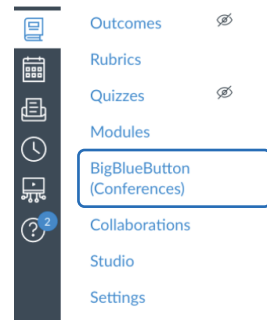 Outcomes
Rubrics
Quizzes
Modules
BigBlueButton
(Conferences)
Collaborations
Studio
2
Settings